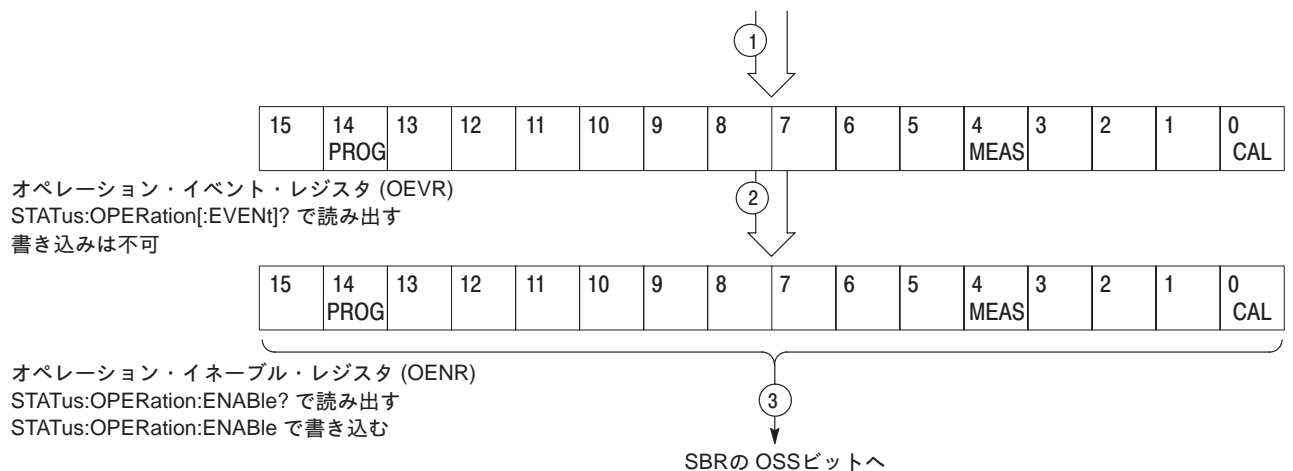 1
15 14 13 12 11 10 9 8 7 6 5 4 3 2 1 0
PROG MEAS CAL
オペレーション・イベント・レジスタ (OEVR)
STATus:OPERation[:EVENt]? で読み出す
書き込みは不可
2
15 14 13 12 11 10 9 8 7 6 5 4 3 2 1 0
PROG MEAS CAL
オペレーション・イネーブル・レジスタ (OENR)
STATus:OPERation:ENABle? で読み出す
STATus:OPERation:ENABle で書き込む
3
SBRの OSSビットへ